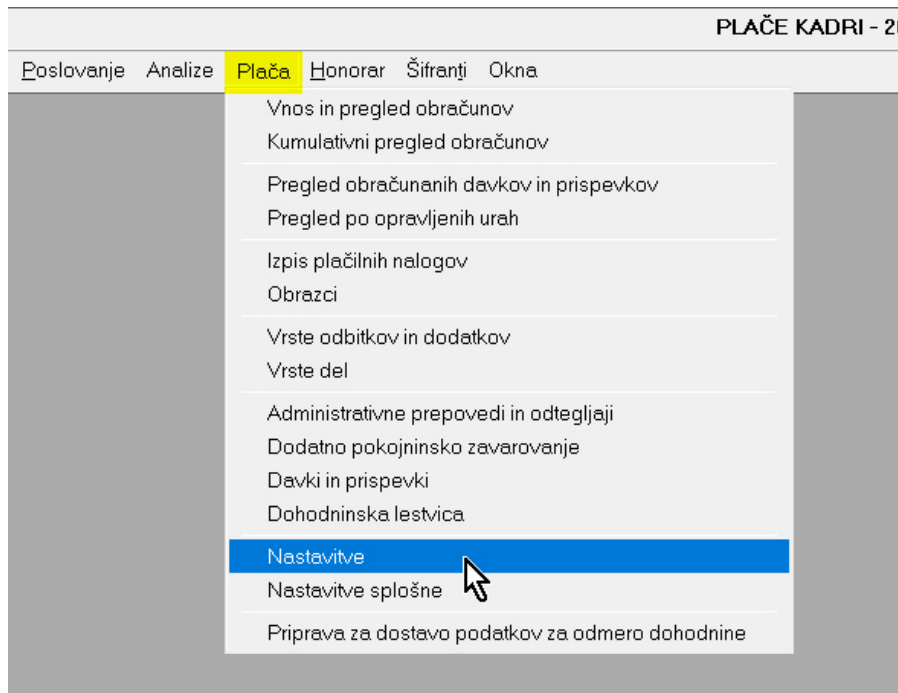 PLAČE KADRI - 2
Poslovanje Analize Plača Honorar Šifranti Okna
Vnos in pregled obračunov
Kumulativni pregled obračunov
Pregled obračunanih davkov in prispevkov
Pregled po opravljenih urah
Izpis plačilnih nalogov
Obrazci
Vrste odbitkov in dodatkov
Vrste del
Administrativne prepovedi in odtegljaji
Dodatno pokojninsko zavarovanje
Davki in prispevki
Dohodninska lestvica
Nastavitve
Nastavitve splošne
Priprava za dostavo podatkov za odmero dohodnine